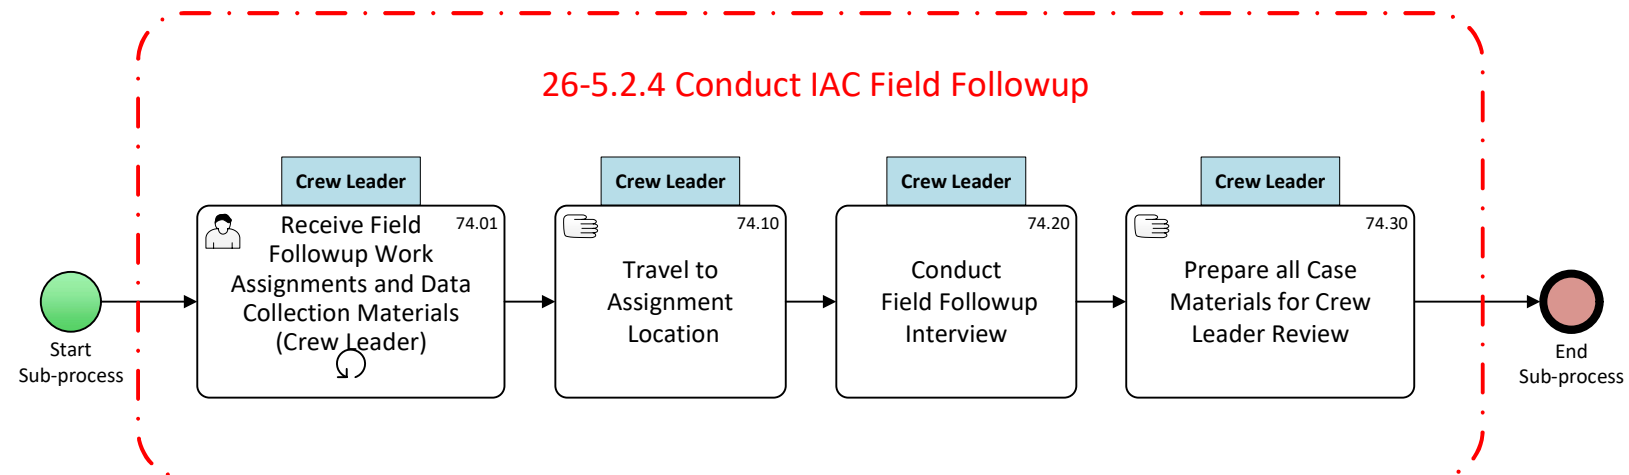 26-5.2.4 Conduct IAC Field Followup
Crew Leader
Crew Leader
Crew Leader
Crew Leader
74.01
Receive Field
Followup Work
Assignments and Data
Collection Materials
(Crew Leader)
74.10
Travel to
Assignment
Location
74.20
Conduct
Field Followup
Interview
74.30
Prepare all Case
Materials for Crew
Leader Review
Start
Sub-process
End
Sub-process